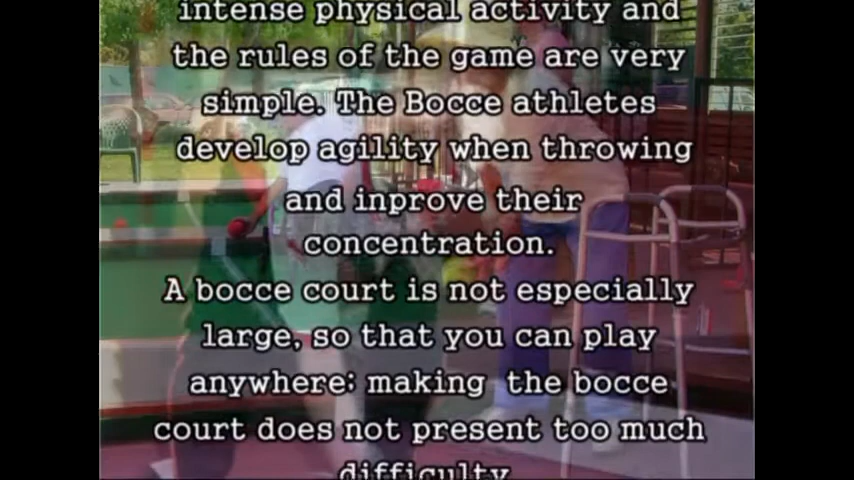 intense physical activity and
the rules of the game are very
simple. The Bocce athletes
develop agility when throwing
and inprove their
concentration.
A bocce court is not especially
large, so that you can play
anywhere: making the bocce
court does not present too much
difficulty